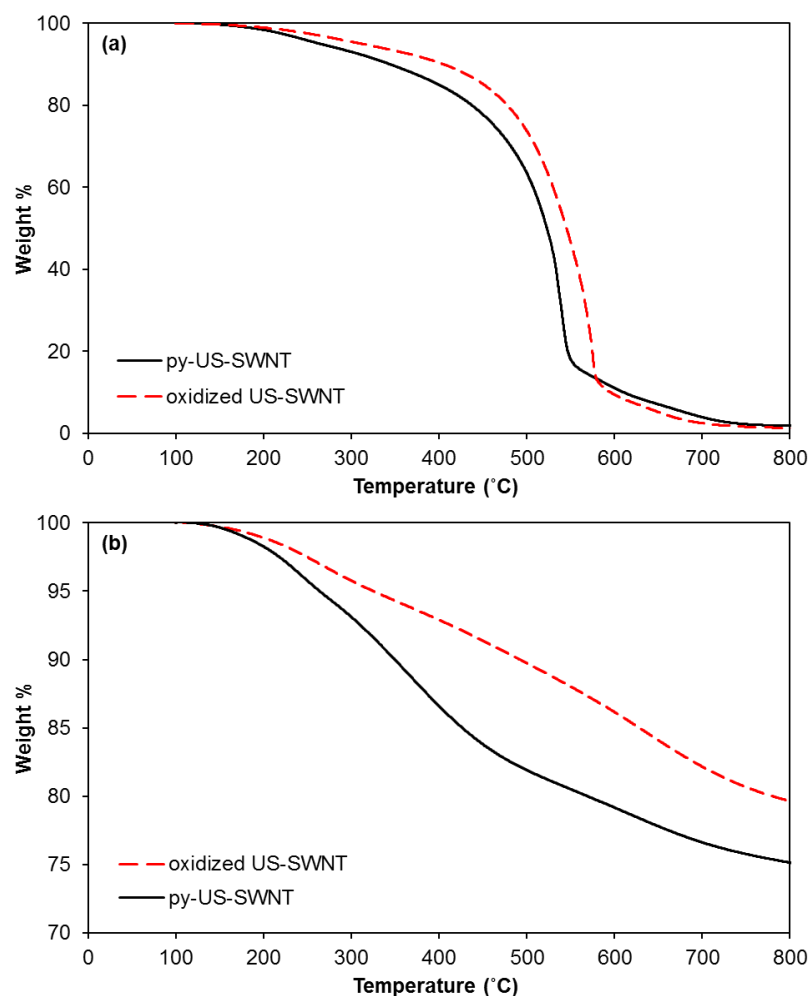 100
80
60
40
20
0
Weight %
(a)
py-US-SWNT
oxidized US-SWNT
0 100 200 300 400 500 600 700 800
Temperature (˚C)
100
95
90
85
80
75
70
Weight %
(b)
oxidized US-SWNT
py-US-SWNT
0 100 200 300 400 500 600 700 800
Temperature (˚C)